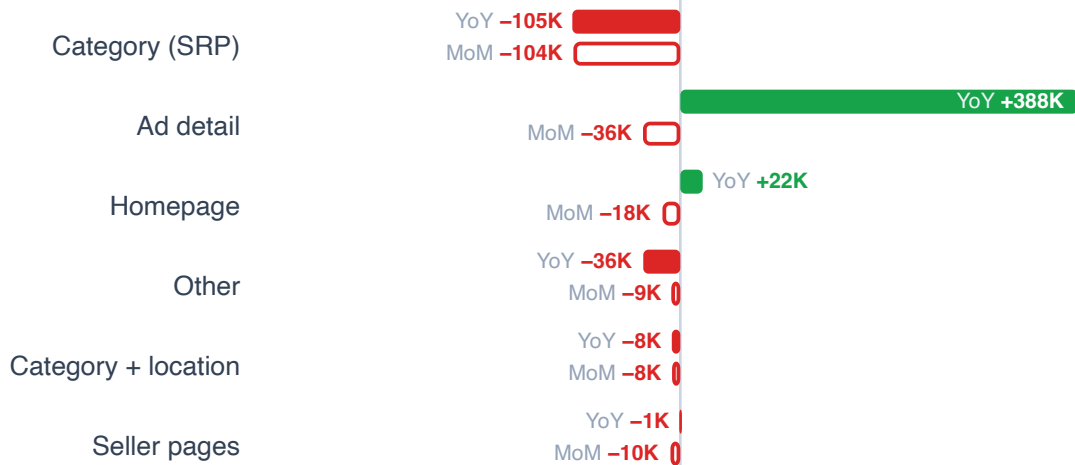 Category (SRP)
YoY −105K
MoM −104K
Ad detail
YoY +388K
MoM −36K
Homepage
YoY +22K
MoM −18K
Other
YoY −36K
MoM −9K
Category + location
YoY −8K
MoM −8K
Seller pages
YoY −1K
MoM −10K